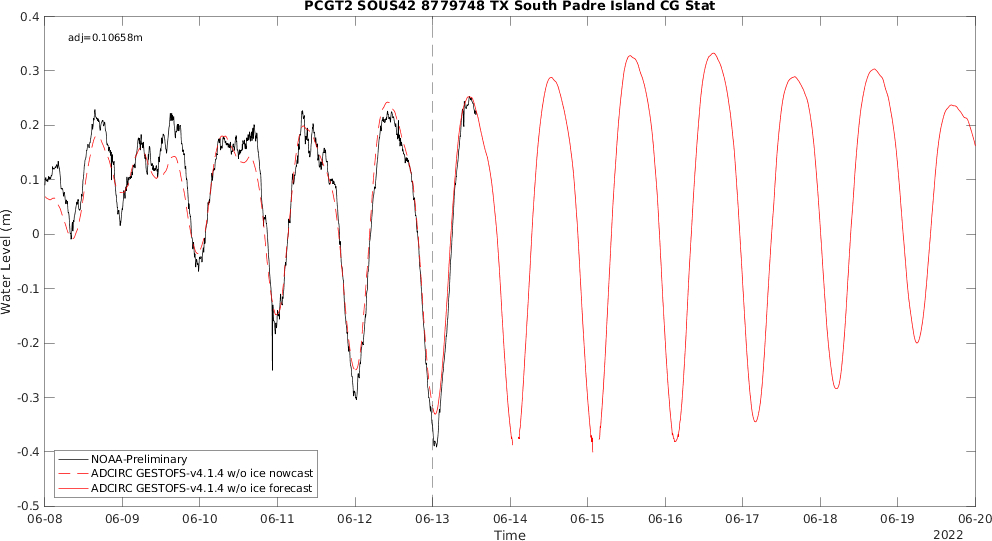 PCGT2 SOUS42 8779748 TX South Padre Island CG Stat
adj=0.10658m
0.4
0.3
0.2
0.1
0
-0.1
-0.2
-0.3
-0.4
-0.5
Water Level (m)
NOAA-Preliminary
ADCIRC GESTOFS-v4.1.4 w/o ice nowcast
ADCIRC GESTOFS-v4.1.4 w/o ice forecast
06-08 06-09 06-10 06-11 06-12 06-13 06-14 06-15 06-16 06-17 06-18 06-19 06-20
Time
2022